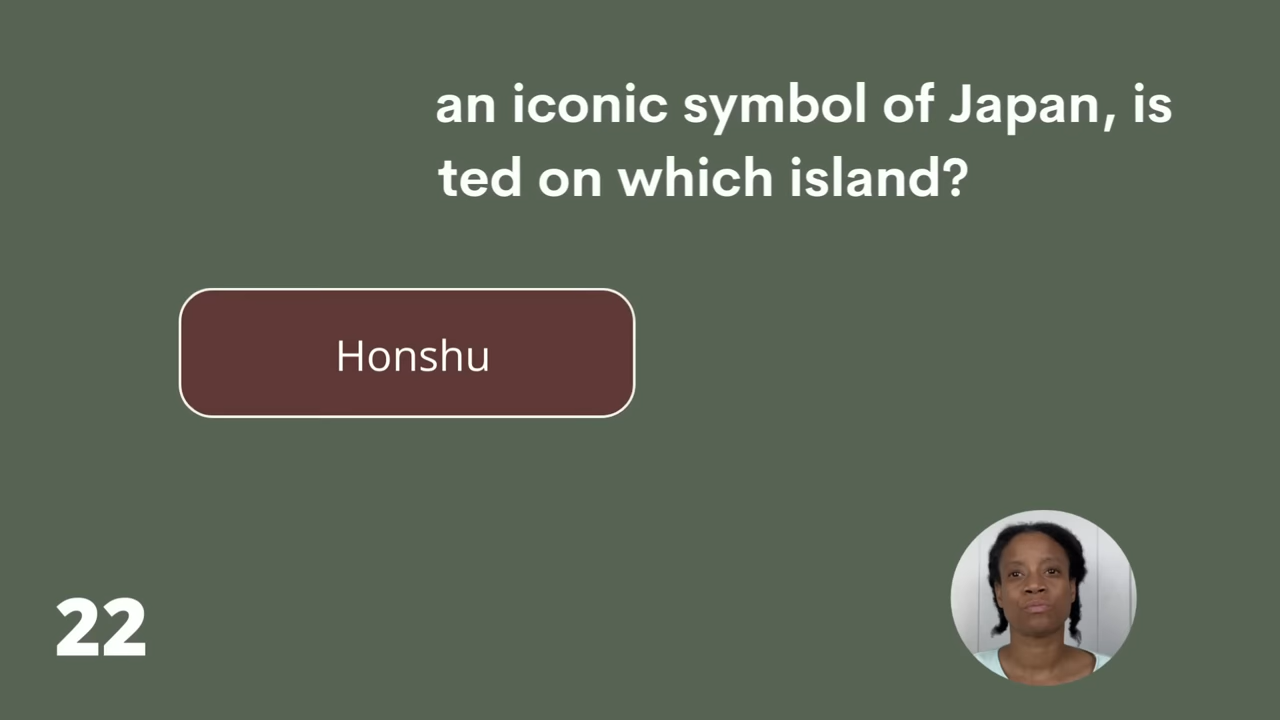 an iconic symbol of Japan, is
ted on which island?
Honshu
22